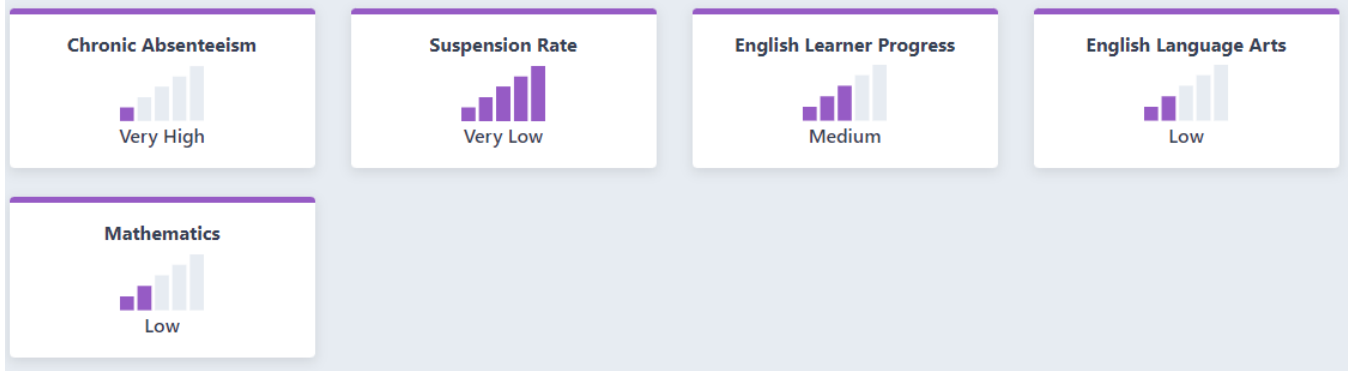 Chronic Absenteeism
Very High
Suspension Rate
Very Low
English Learner Progress
Medium
English Language Arts
Low
Mathematics
Low